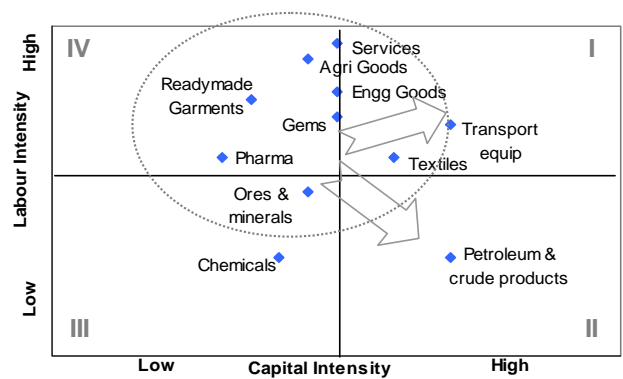 IV
I
High
Services
Agri Goods
Readymade
Garments
Engg Goods
Gems
Transport
equip
Labour Intensity
Pharma
Textiles
Ores &
minerals
Chemicals
Petroleum &
crude products
Low
III
II
Low
Capital Intensity
High